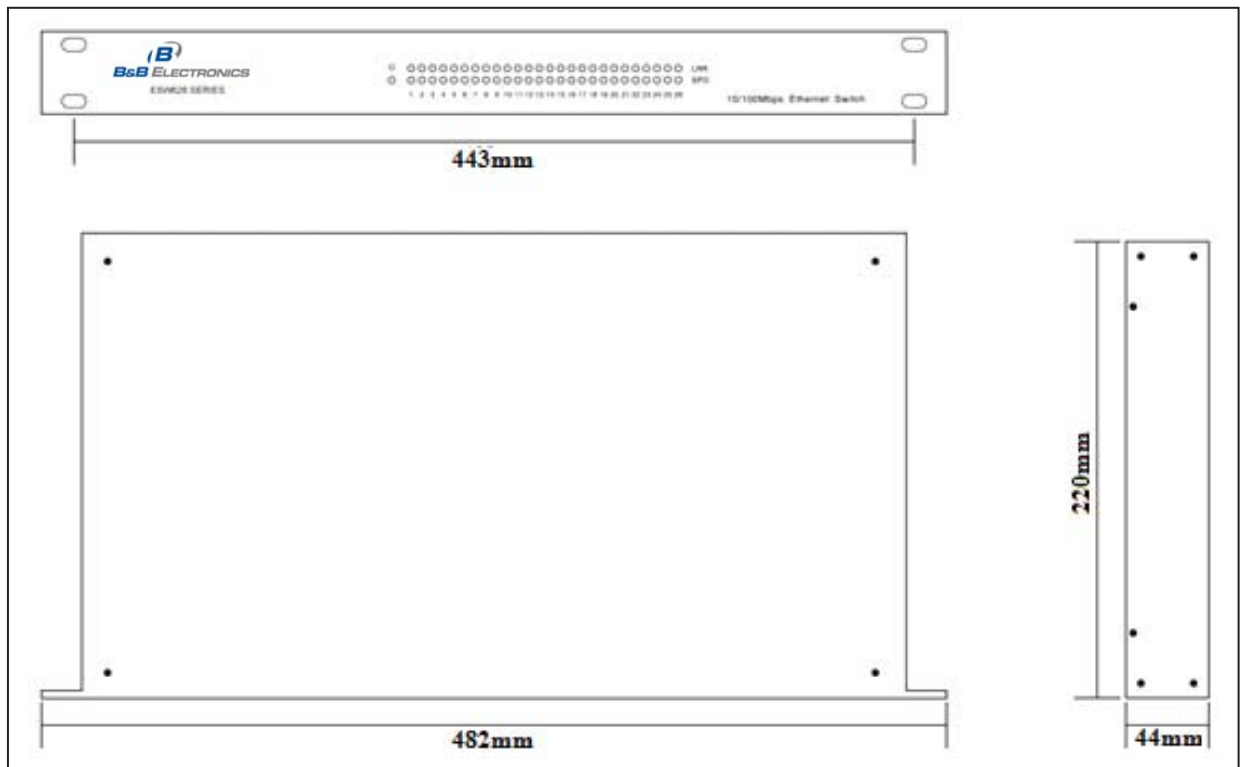 B
B&B ELECTRONICS
ESW626 SERIES
LNK
SPD
1 2 3 4 5 6 7 8 9 10 11 12 13 14 15 16 17 18 19 20 21 22 23 24 25 26
10/100Mbps Ethernet Switch
443mm
220mm
482mm
44mm